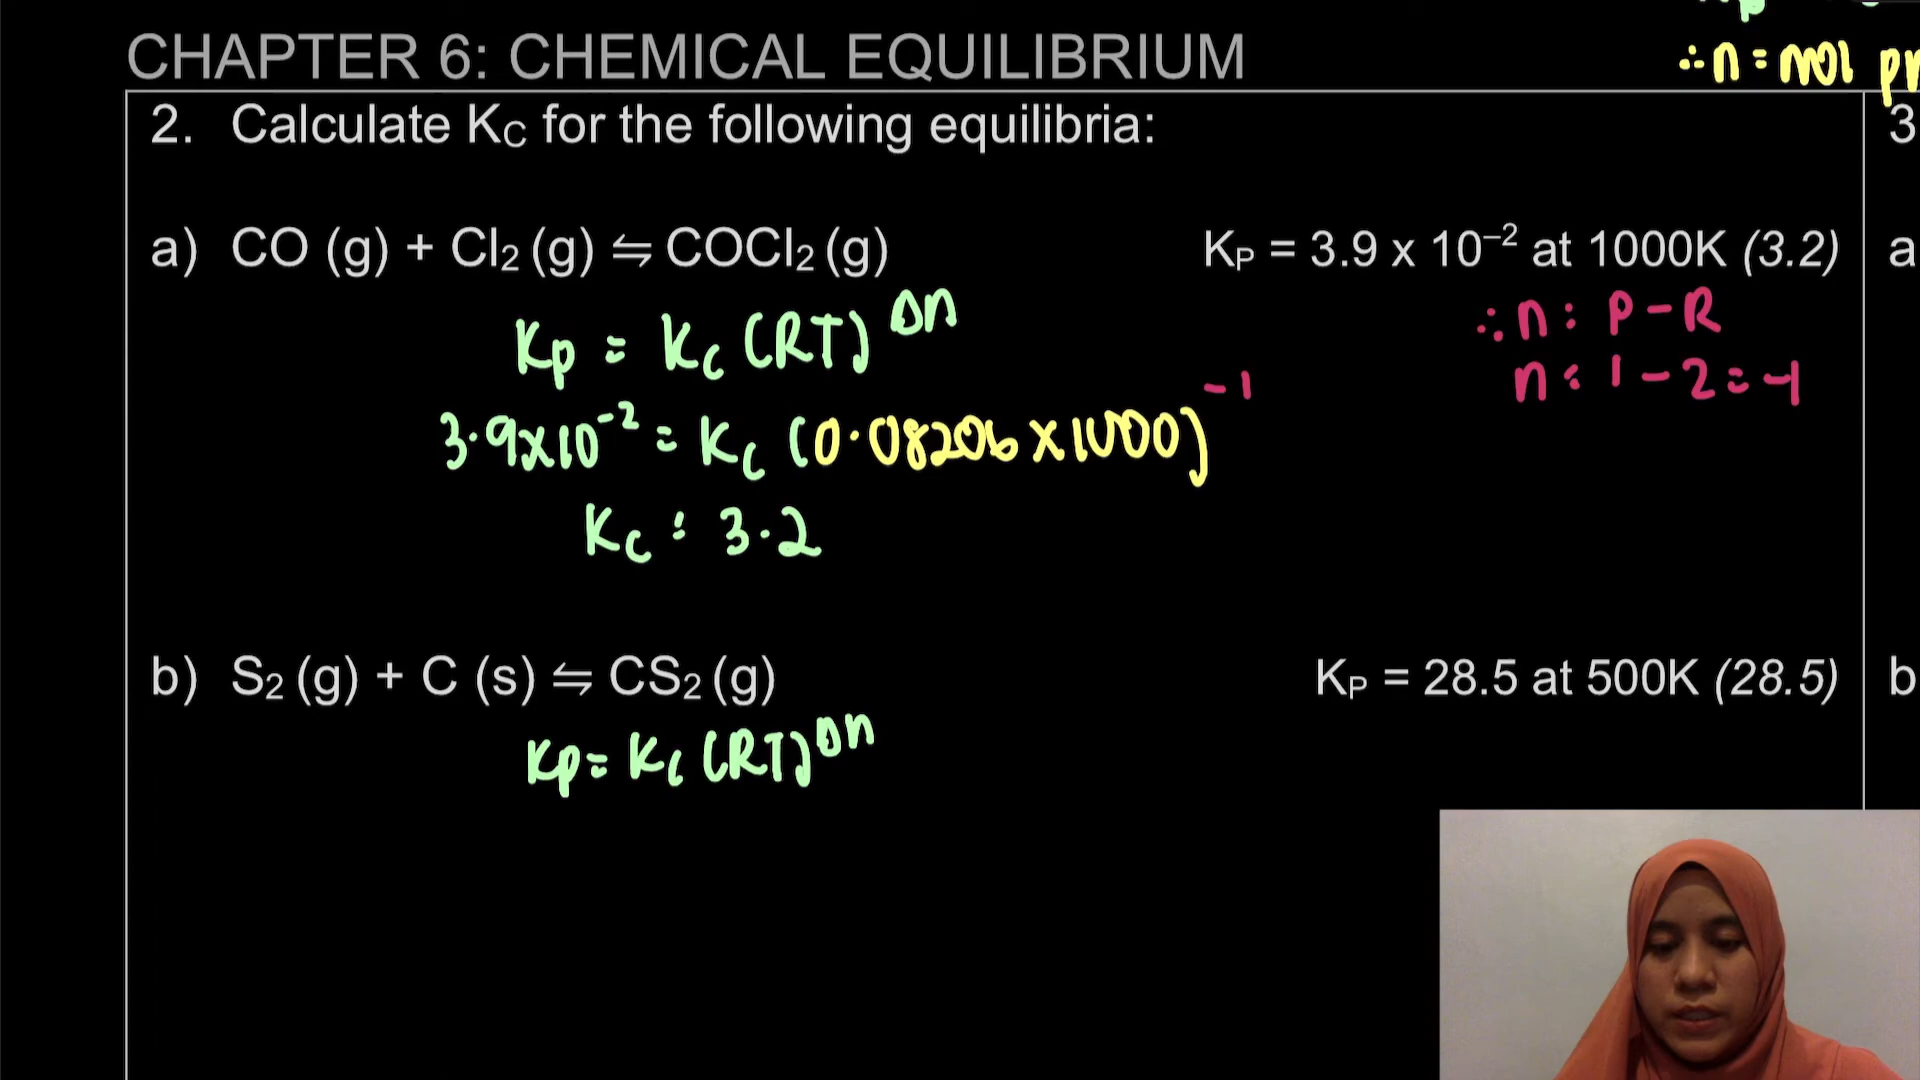 CHAPTER 6: CHEMICAL EQUILIBRIUM
∴ n = mol
2. Calculate KC for the following equilibria:
3
a) CO (g) + Cl2 (g) ⇋ COCl2 (g) KP = 3.9 x 10⁻² at 1000K (3.2)
a
Kp = Kc (RT)^Δn
∴ n : P - R
n : 1 - 2 = -1
3.9x10⁻² = Kc (0.08206 x 1000)⁻¹
Kc : 3.2
b) S2 (g) + C (s) ⇋ CS2 (g) KP = 28.5 at 500K (28.5)
b
Kp = Kc (RT)^Δn